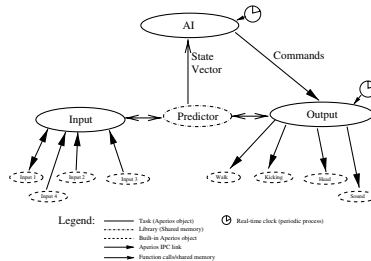 AI
State
Vector
Commands
Input
Predictor
Output
Input 1
Input 2
Input 3
Input 4
Walk
Kicking
Head
Sound
Legend:
Task (Aperios object)
Library (Shared memory)
Built-in Aperios object
Aperios IPC link
Function calls/shared memory
Real-time clock (periodic process)